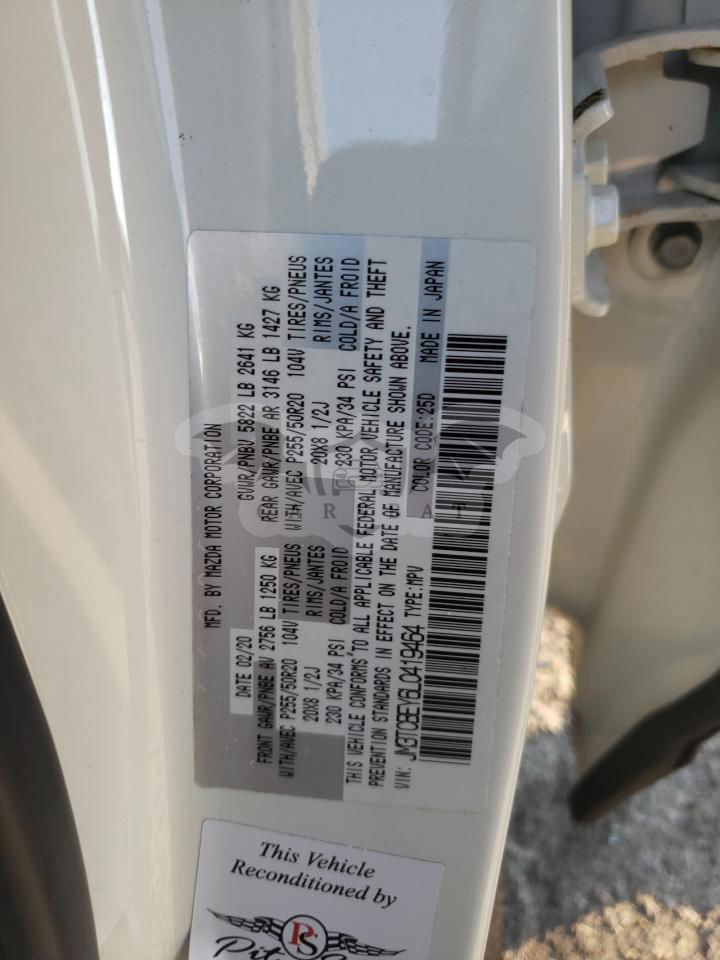 MFD. BY MAZDA MOTOR CORPORATION
DATE 02/20 GVWR/PNBV 5822 LB 2641 KG
FRONT GAWR/PNBE AV 2756 LB 1250 KG REAR GAWR/PNBE AR 3146 LB 1427 KG
WITH/AVEC P255/50R20 104V TIRES/PNEUS WITH/AVEC P255/50R20 104V TIRES/PNEUS
20X8 1/2J RIMS/JANTES 20X8 1/2J RIMS/JANTES
230 KPA/34 PSI COLD/A FROID 230 KPA/34 PSI COLD/A FROID
THIS VEHICLE CONFORMS TO ALL APPLICABLE FEDERAL MOTOR VEHICLE SAFETY AND THEFT
PREVENTION STANDARDS IN EFFECT ON THE DATE OF MANUFACTURE SHOWN ABOVE.
VIN: JM3TCBEY6L0419464 TYPE:MPV COLOR CODE:25D MADE IN JAPAN
This Vehicle
Reconditioned by
PS